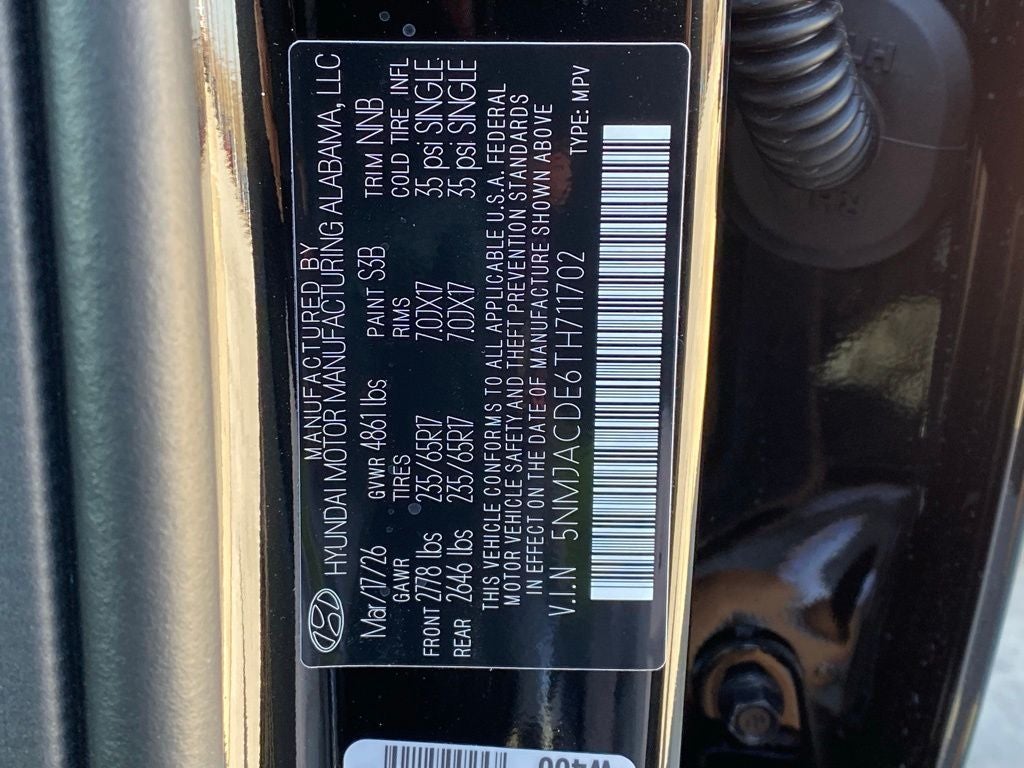 MANUFACTURED BY
HYUNDAI MOTOR MANUFACTURING ALABAMA, LLC
Mar/17/26 GVWR 4861 lbs PAINT S3B TRIM NNB
GAWR TIRES RIMS COLD TIRE INFL
FRONT 2778 lbs 235/65R17 7.0JX17 35 psi SINGLE
REAR 2646 lbs 235/65R17 7.0JX17 35 psi SINGLE
THIS VEHICLE CONFORMS TO ALL APPLICABLE U.S.A. FEDERAL
MOTOR VEHICLE SAFETY AND THEFT PREVENTION STANDARDS
IN EFFECT ON THE DATE OF MANUFACTURE SHOWN ABOVE
V.I.N 5NMJACDE6TH711702 TYPE: MPV